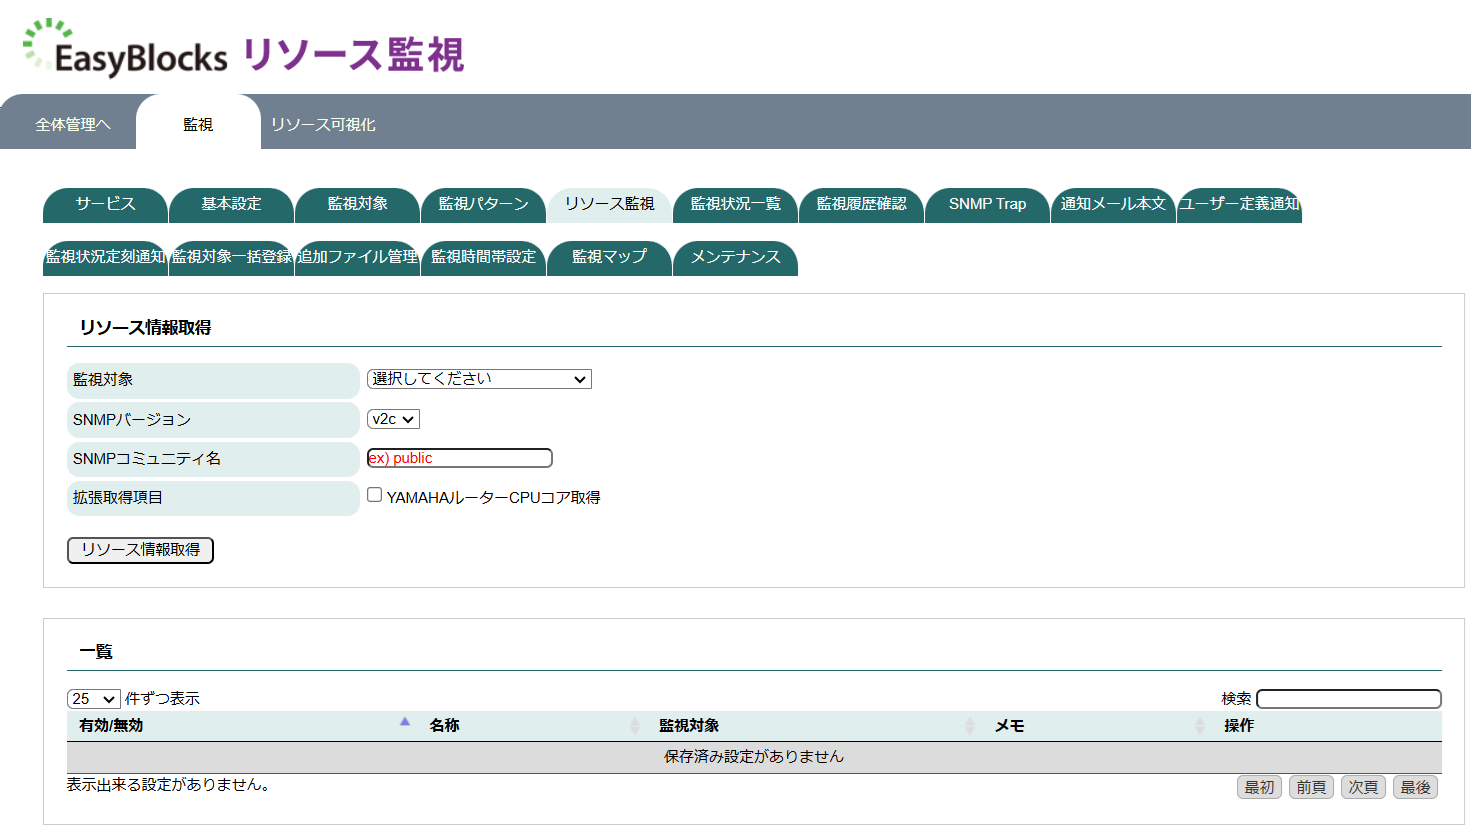 EasyBlocks リソース監視
全体管理へ 監視 リソース可視化
サービス 基本設定 監視対象 監視パターン リソース監視 監視状況一覧 監視履歴確認 SNMP Trap 通知メール本文 ユーザー定義通知
監視状況定刻通知 監視対象一括登録 追加ファイル管理 監視時間帯設定 監視マップ メンテナンス
リソース情報取得
監視対象 選択してください
SNMPバージョン v2c
SNMPコミュニティ名 ex) public
拡張取得項目 YAMAHAルーターCPUコア取得
リソース情報取得
一覧
25 件ずつ表示 検索
有効/無効 名称 監視対象 メモ 操作
保存済み設定がありません
表示出来る設定がありません。 最初 前頁 次頁 最後